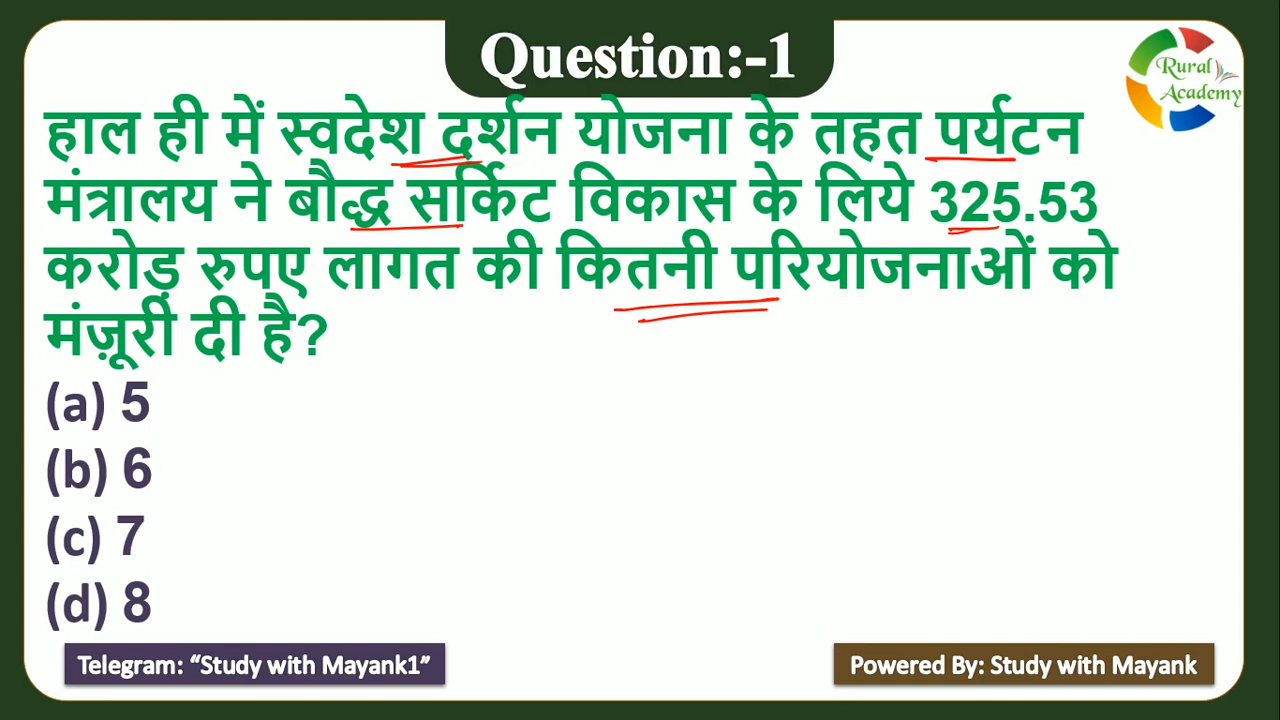 Question:-1
Rural
Academy
हाल ही में स्वदेश दर्शन योजना के तहत पर्यटन
मंत्रालय ने बौद्ध सर्किट विकास के लिये 325.53
करोड़ रुपए लागत की कितनी परियोजनाओं को
मंज़ूरी दी है?
(a) 5
(b) 6
(c) 7
(d) 8
Telegram: “Study with Mayank1”
Powered By: Study with Mayank